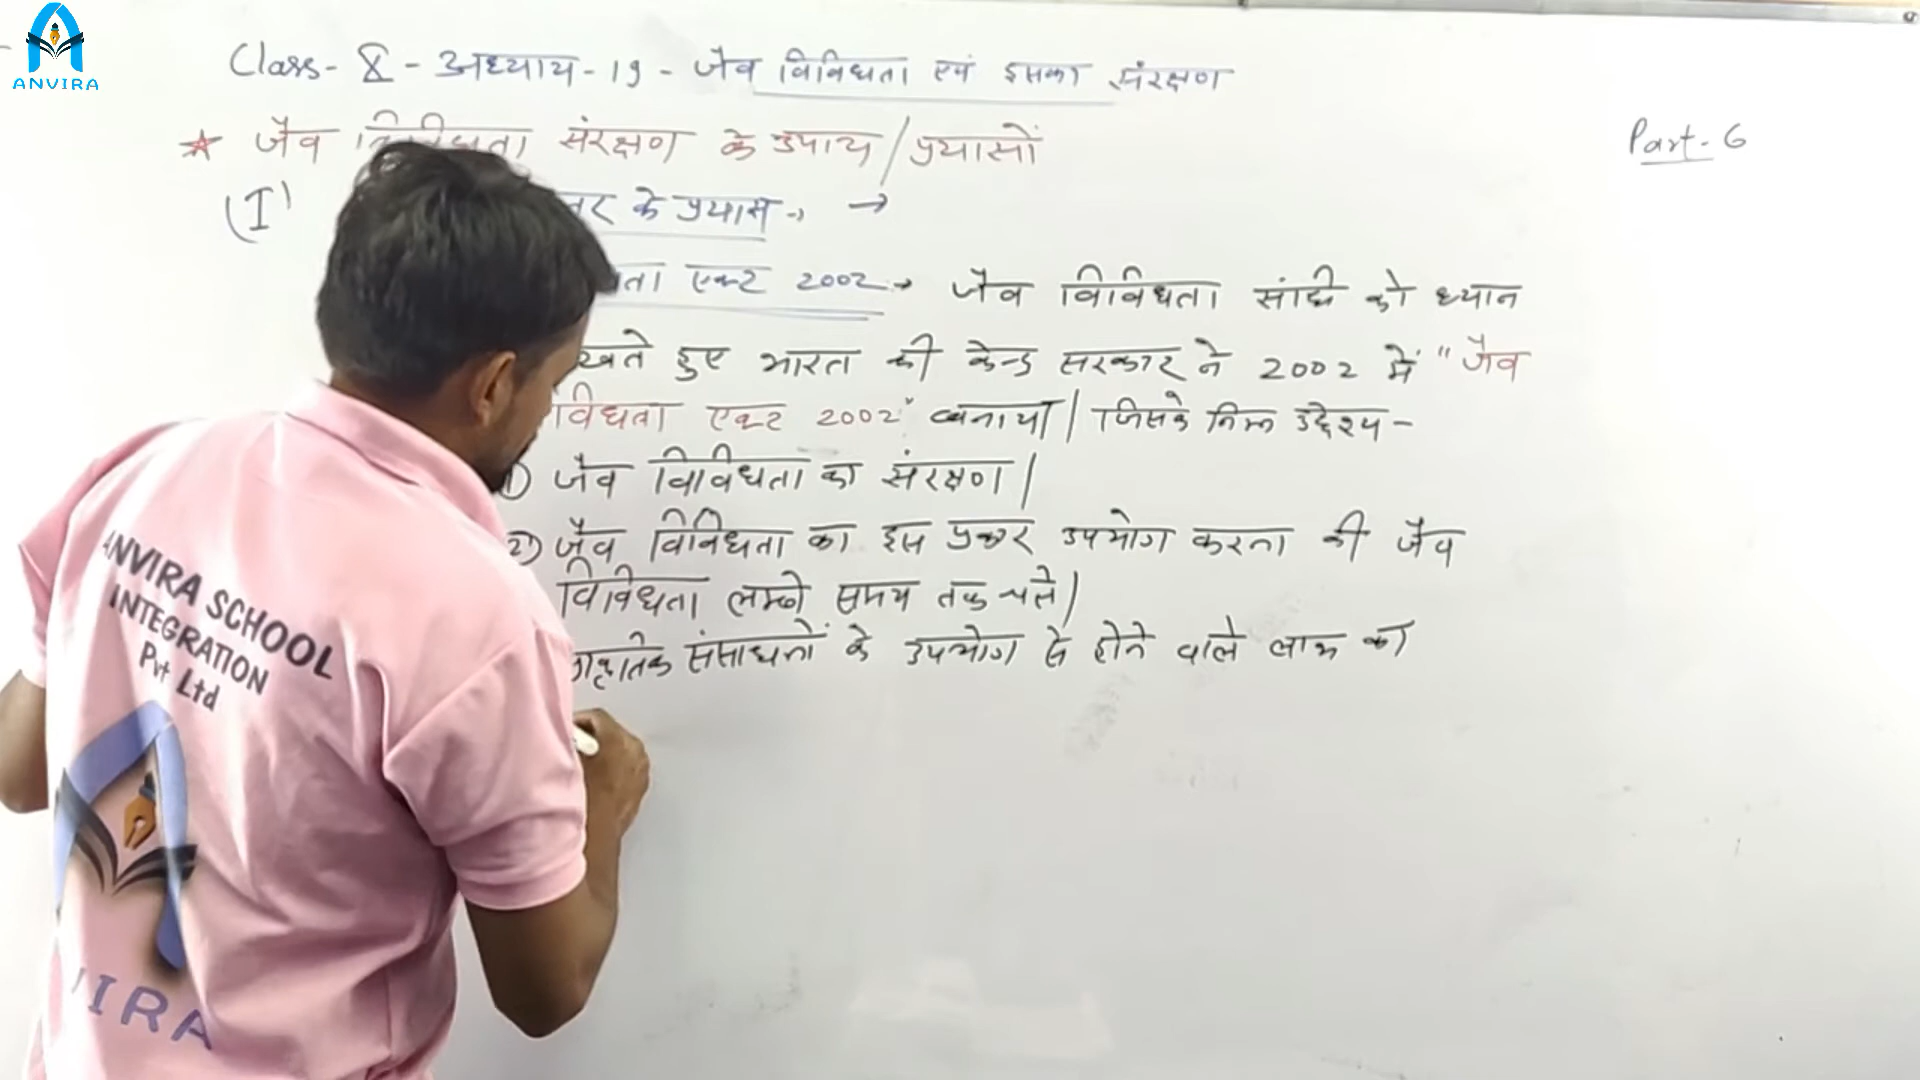 ANVIRA
Class - X - अध्याय - 19 - जैव विविधता एवं इसका संरक्षण
Part - 6
★ जैव विविधता संरक्षण के उपाय / प्रयासों
(I) के प्रयास →
एक्ट 2002 → जैव विविधता संधि को ध्यान
हुए भारत की केन्द्र सरकार ने 2002 में "जैव
विविधता एक्ट 2002" बनाया | जिसके निम्न उद्देश्य -
1) जैव विविधता का संरक्षण |
2) जैव विविधता का इस प्रकार उपयोग करना की जैव
विविधता लम्बे समय तक चले |
संसाधनों के उपयोग से होने वाले लाभ का
ANVIRA SCHOOL
INTEGRATION
Pvt Ltd